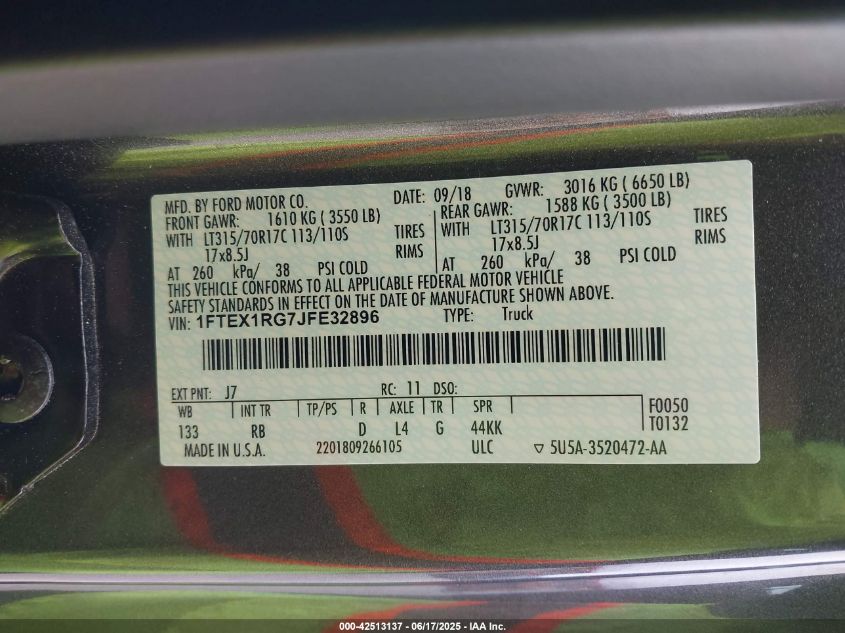 MFD. BY FORD MOTOR CO. DATE: 09/18 GVWR: 3016 KG ( 6650 LB)
FRONT GAWR: 1610 KG ( 3550 LB) REAR GAWR: 1588 KG ( 3500 LB)
WITH LT315/70R17C 113/110S TIRES WITH LT315/70R17C 113/110S TIRES
17x8.5J RIMS 17x8.5J RIMS
AT 260 kPa/ 38 PSI COLD AT 260 kPa/ 38 PSI COLD
THIS VEHICLE CONFORMS TO ALL APPLICABLE FEDERAL MOTOR VEHICLE
SAFETY STANDARDS IN EFFECT ON THE DATE OF MANUFACTURE SHOWN ABOVE.
VIN: 1FTEX1RG7JFE32896 TYPE: Truck
EXT PNT: J7 RC: 11 DSO:
WB INT TR TP/PS R AXLE TR SPR F0050
133 RB D L4 G 44KK T0132
MADE IN U.S.A. 2201809266105 ULC ▽ 5U5A-3520472-AA
000-42513137 - 06/17/2025 - IAA Inc.